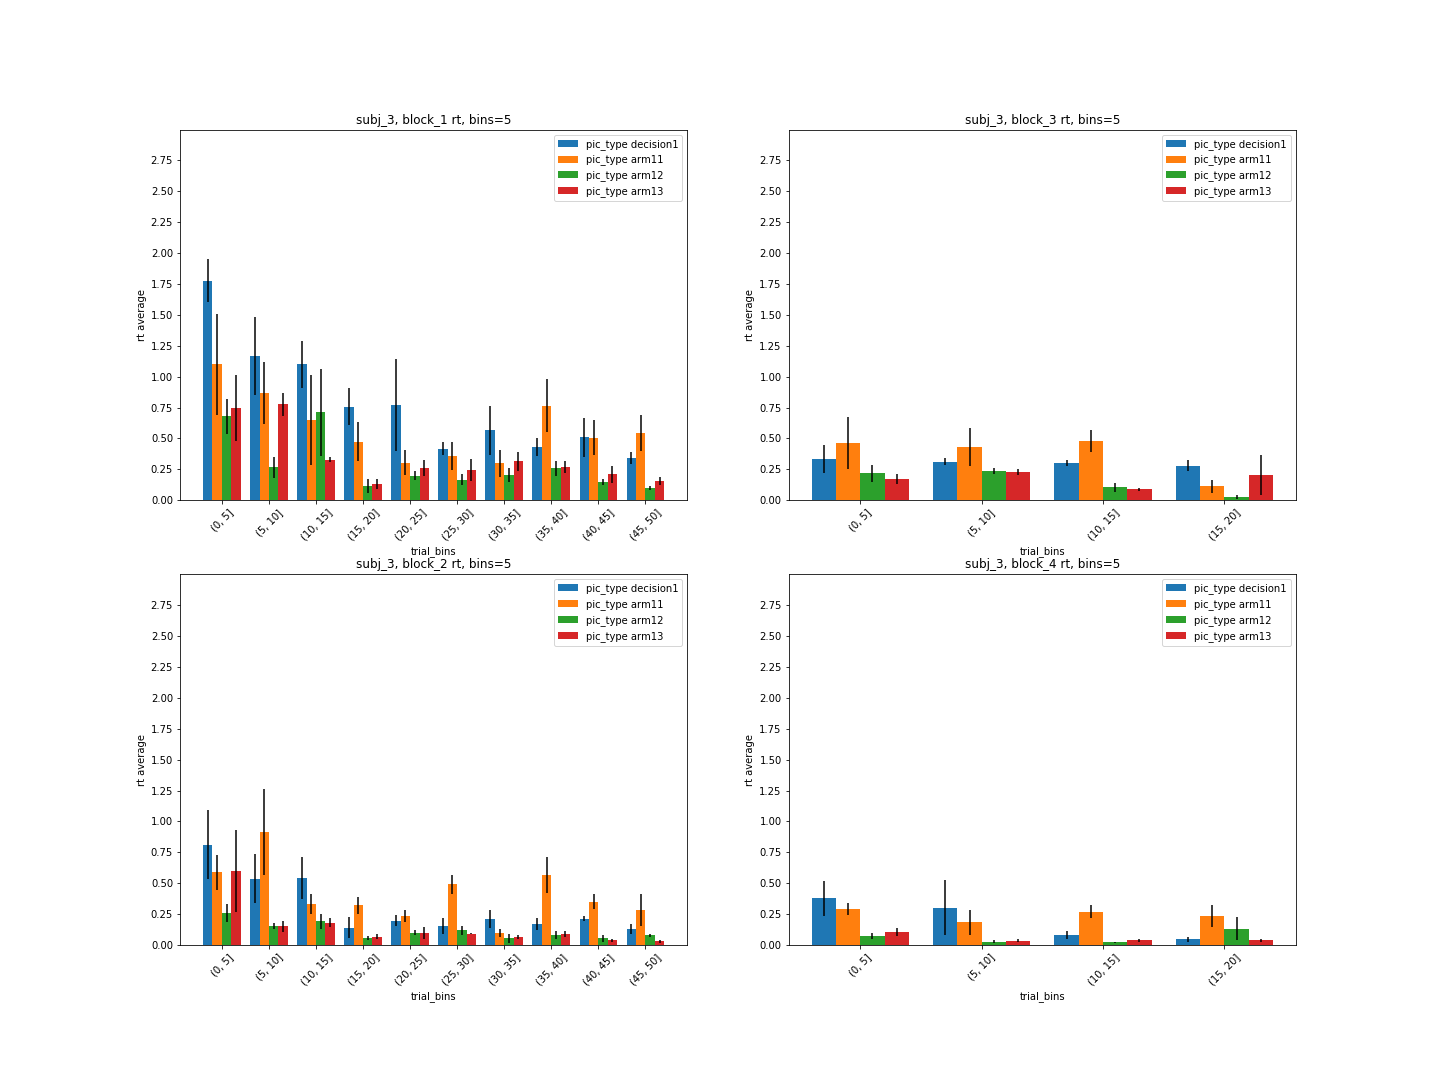 subj_3, block_1 rt, bins=5
pic_type decision1
pic_type arm11
pic_type arm12
pic_type arm13
2.75
2.50
2.25
2.00
1.75
1.50
1.25
1.00
0.75
0.50
0.25
0.00
rt average
(0, 5]
(5, 10]
(10, 15]
(15, 20]
(20, 25]
(25, 30]
(30, 35]
(35, 40]
(40, 45]
(45, 50]
trial_bins
subj_3, block_3 rt, bins=5
pic_type decision1
pic_type arm11
pic_type arm12
pic_type arm13
2.75
2.50
2.25
2.00
1.75
1.50
1.25
1.00
0.75
0.50
0.25
0.00
rt average
(0, 5]
(5, 10]
(10, 15]
(15, 20]
trial_bins
subj_3, block_2 rt, bins=5
pic_type decision1
pic_type arm11
pic_type arm12
pic_type arm13
2.75
2.50
2.25
2.00
1.75
1.50
1.25
1.00
0.75
0.50
0.25
0.00
rt average
(0, 5]
(5, 10]
(10, 15]
(15, 20]
(20, 25]
(25, 30]
(30, 35]
(35, 40]
(40, 45]
(45, 50]
trial_bins
subj_3, block_4 rt, bins=5
pic_type decision1
pic_type arm11
pic_type arm12
pic_type arm13
2.75
2.50
2.25
2.00
1.75
1.50
1.25
1.00
0.75
0.50
0.25
0.00
rt average
(0, 5]
(5, 10]
(10, 15]
(15, 20]
trial_bins